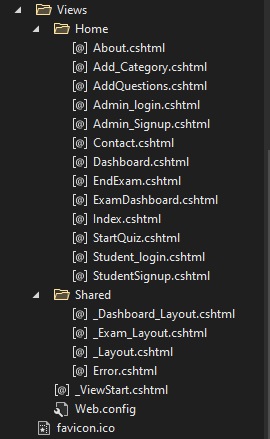 Views
Home
About.cshtml
Add_Category.cshtml
AddQuestions.cshtml
Admin_login.cshtml
Admin_Signup.cshtml
Contact.cshtml
Dashboard.cshtml
EndExam.cshtml
ExamDashboard.cshtml
Index.cshtml
StartQuiz.cshtml
Student_login.cshtml
StudentSignup.cshtml
Shared
_Dashboard_Layout.cshtml
_Exam_Layout.cshtml
_Layout.cshtml
Error.cshtml
_ViewStart.cshtml
Web.config
favicon.ico